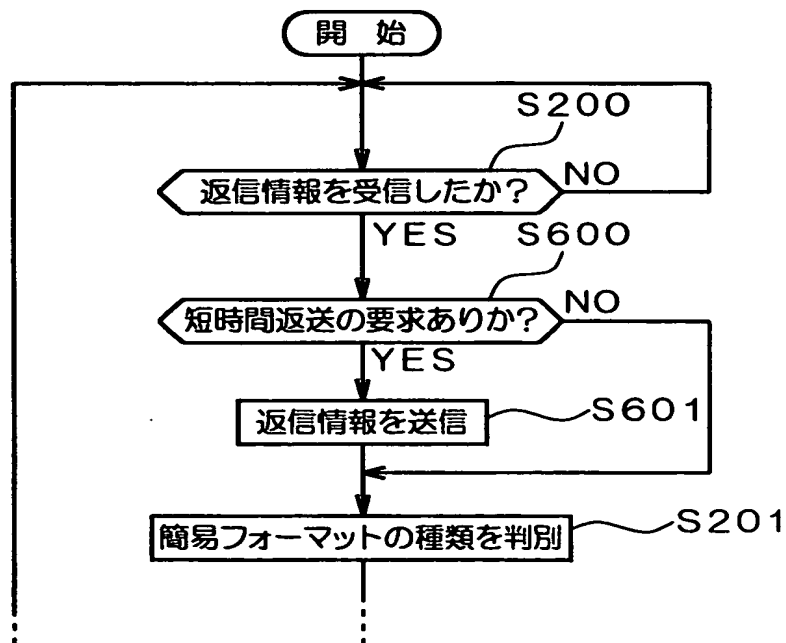 開 始
S200
返信情報を受信したか?
NO
YES
S600
短時間返送の要求ありか?
NO
YES
返信情報を送信
S601
簡易フォーマットの種類を判別
S201